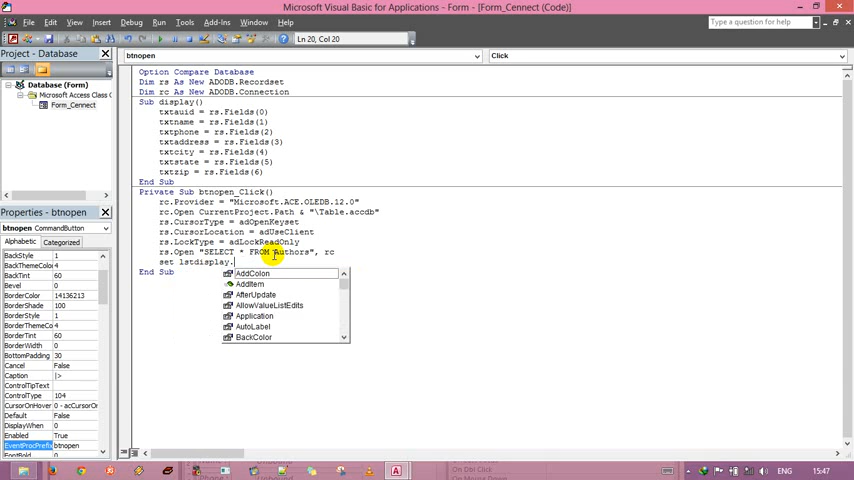 Microsoft Visual Basic for Applications - Form - [Form_Cennect (Code)]
File Edit View Insert Debug Run Tools Add-Ins Window Help
Type a question for help
Ln 20, Col 20
Project - Database
Database (Form)
Microsoft Access Class O
Form_Cennect
btnopen
Click
Option Compare Database
Dim rs As New ADODB.Recordset
Dim rc As New ADODB.Connection
Sub display()
txtauid = rs.Fields(0)
txtname = rs.Fields(1)
txtphone = rs.Fields(2)
txtaddress = rs.Fields(3)
txtcity = rs.Fields(4)
txtstate = rs.Fields(5)
txtzip = rs.Fields(6)
End Sub
Private Sub btnopen_Click()
rc.Provider = "Microsoft.ACE.OLEDB.12.0"
rc.Open CurrentProject.Path & "\Table.accdb"
rs.CursorType = adOpenKeyset
rs.CursorLocation = adUseClient
rs.LockType = adLockReadOnly
rs.Open "SELECT * FROM Authors", rc
set lstdisplay.
End Sub
AddColon
AddItem
AfterUpdate
AllowValueListEdits
Application
AutoLabel
BackColor
Properties - btnopen
btnopen CommandButton
Alphabetic Categorized
BackStyle 1
BackThemeColo 4
BackTint 60
Bevel 0
BorderColor 14136213
BorderShade 100
BorderStyle 1
BorderThemeCo 4
BorderTint 60
BorderWidth 0
BottomPadding 30
Cancel False
Caption |>
ControlTipText
ControlType 104
CursorOnHover 0 - acCursorOn
Default False
DisplayWhen 0
Enabled True
EventProcPrefix btnopen
FontBold 0
ENG 15:47